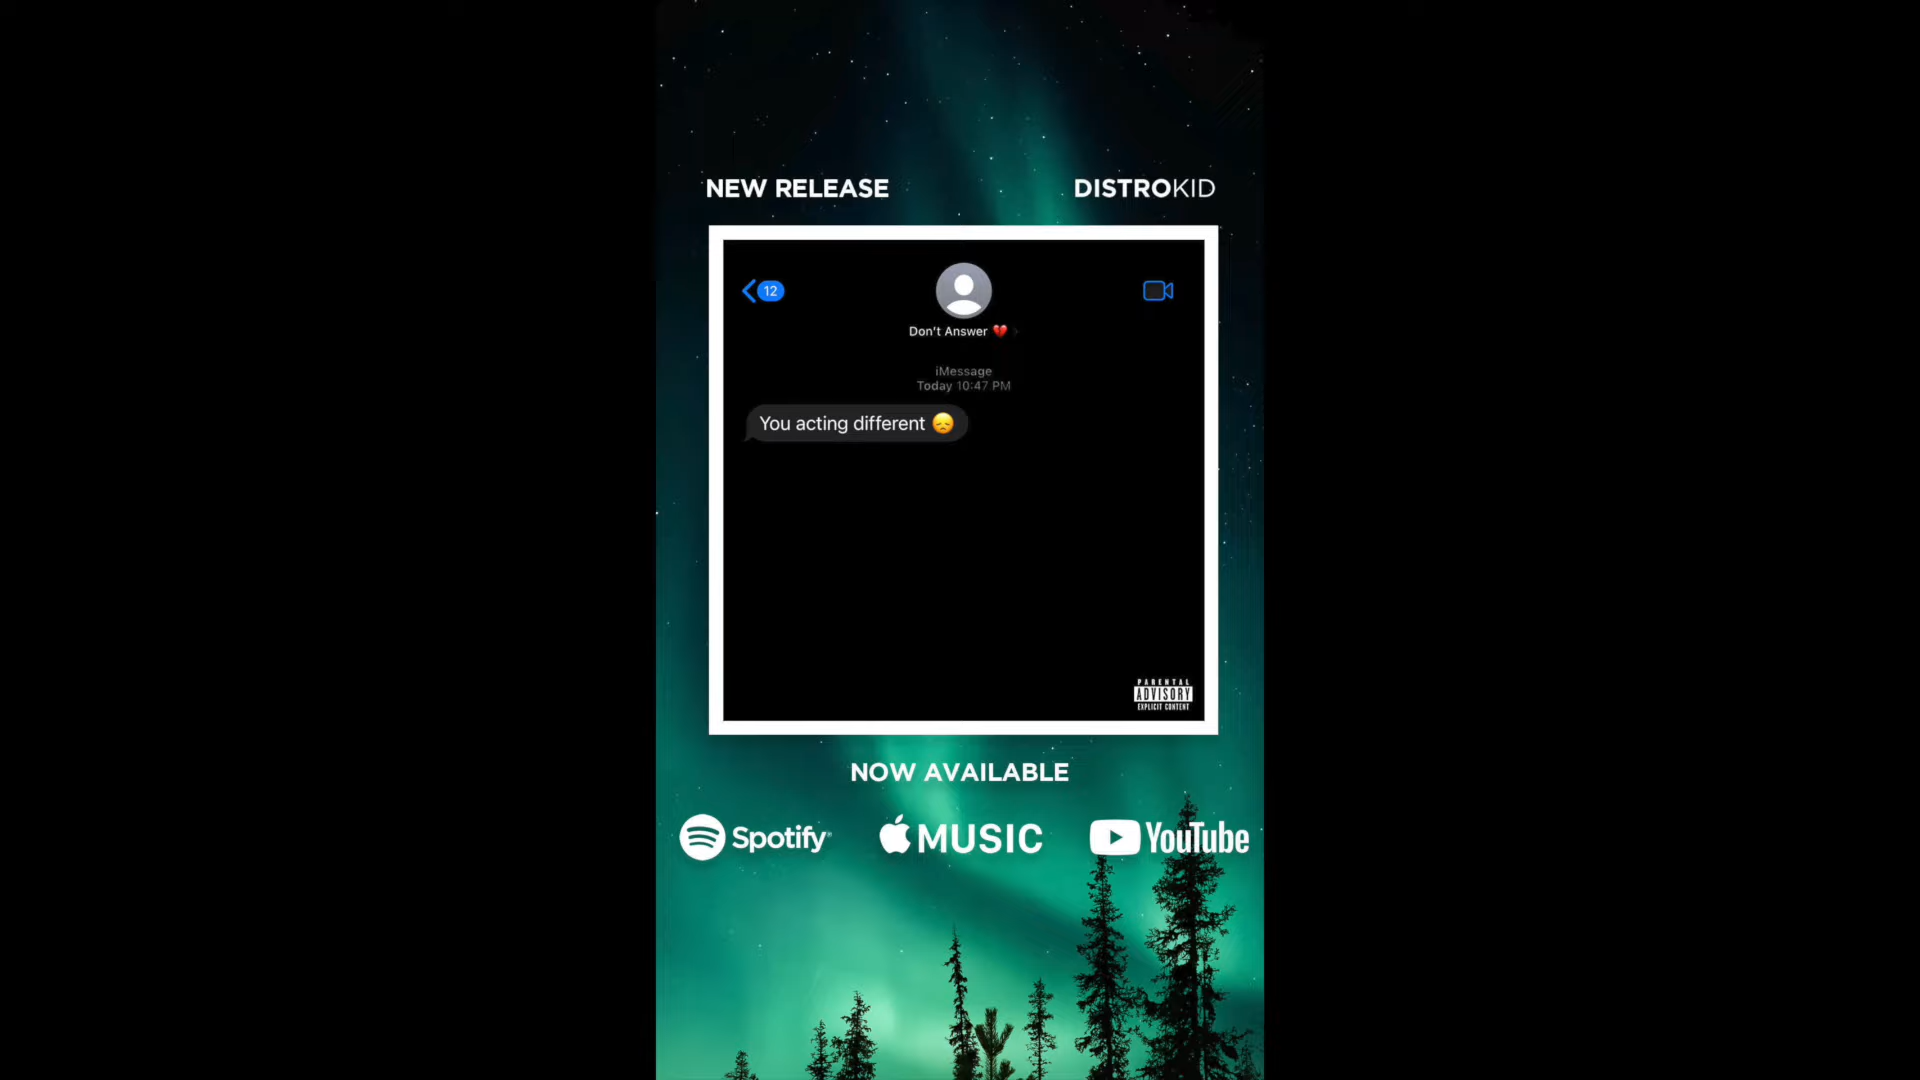 NEW RELEASE
DISTROKID
12
Don't Answer 💔
iMessage
Today 10:47 PM
You acting different 😞
PARENTAL
ADVISORY
EXPLICIT CONTENT
NOW AVAILABLE
Spotify
MUSIC
YouTube